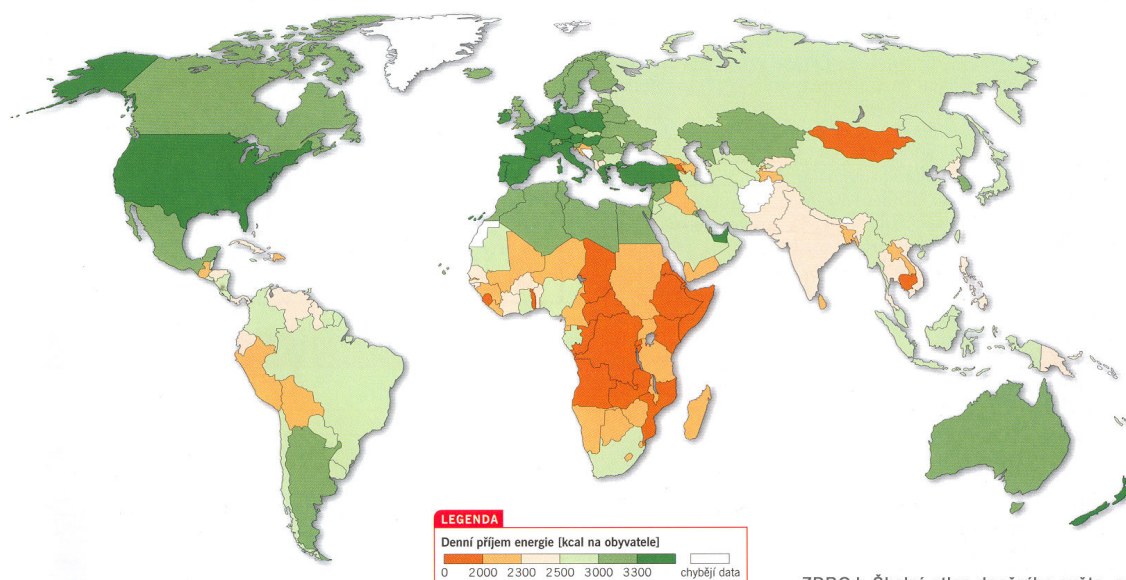 LEGENDA
Denní příjem energie [kcal na obyvatele]
0 2000 2300 2500 3000 3300 chybějí data